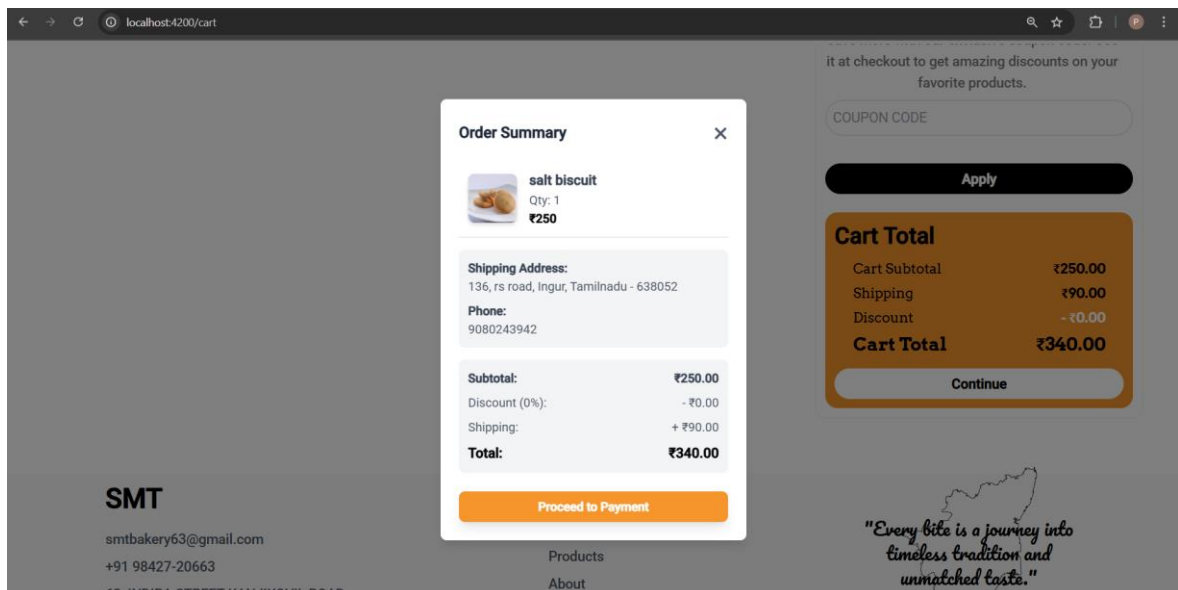 localhost:4200/cart
P
it at checkout to get amazing discounts on your
favorite products.
COUPON CODE
Apply
Cart Total
Cart Subtotal ₹250.00
Shipping ₹90.00
Discount - ₹0.00
Cart Total ₹340.00
Continue
Order Summary
salt biscuit
Qty: 1
₹250
Shipping Address:
136, rs road, Ingur, Tamilnadu - 638052
Phone:
9080243942
Subtotal: ₹250.00
Discount (0%): - ₹0.00
Shipping: + ₹90.00
Total: ₹340.00
Proceed to Payment
SMT
smtbakery63@gmail.com
+91 98427-20663
Products
About
"Every bite is a journey into
timeless tradition and
unmatched taste."